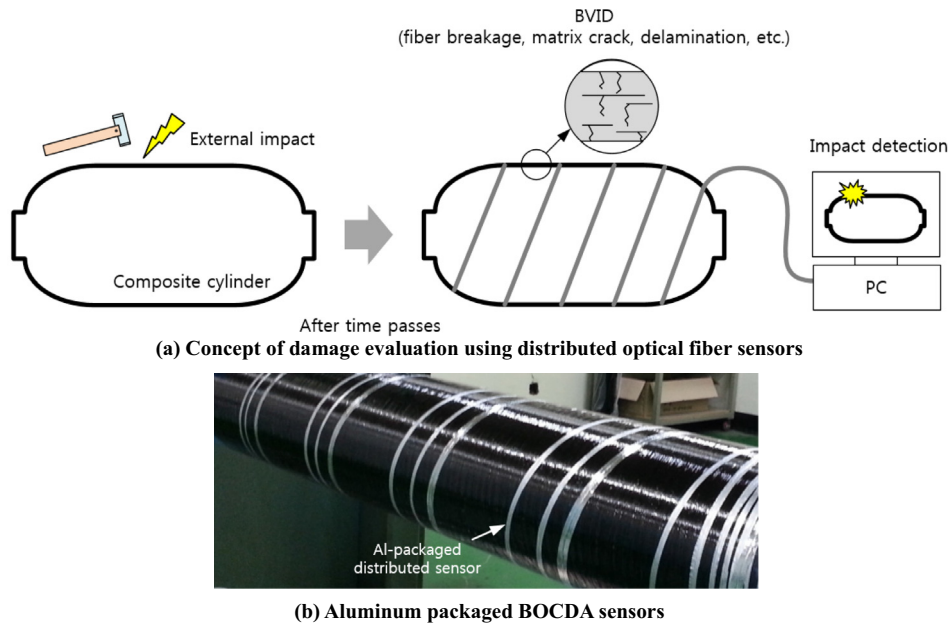 BVID
(fiber breakage, matrix crack, delamination, etc.)
External impact
Impact detection
Composite cylinder
PC
After time passes
(a) Concept of damage evaluation using distributed optical fiber sensors
Al-packaged
distributed sensor
(b) Aluminum packaged BOCDA sensors